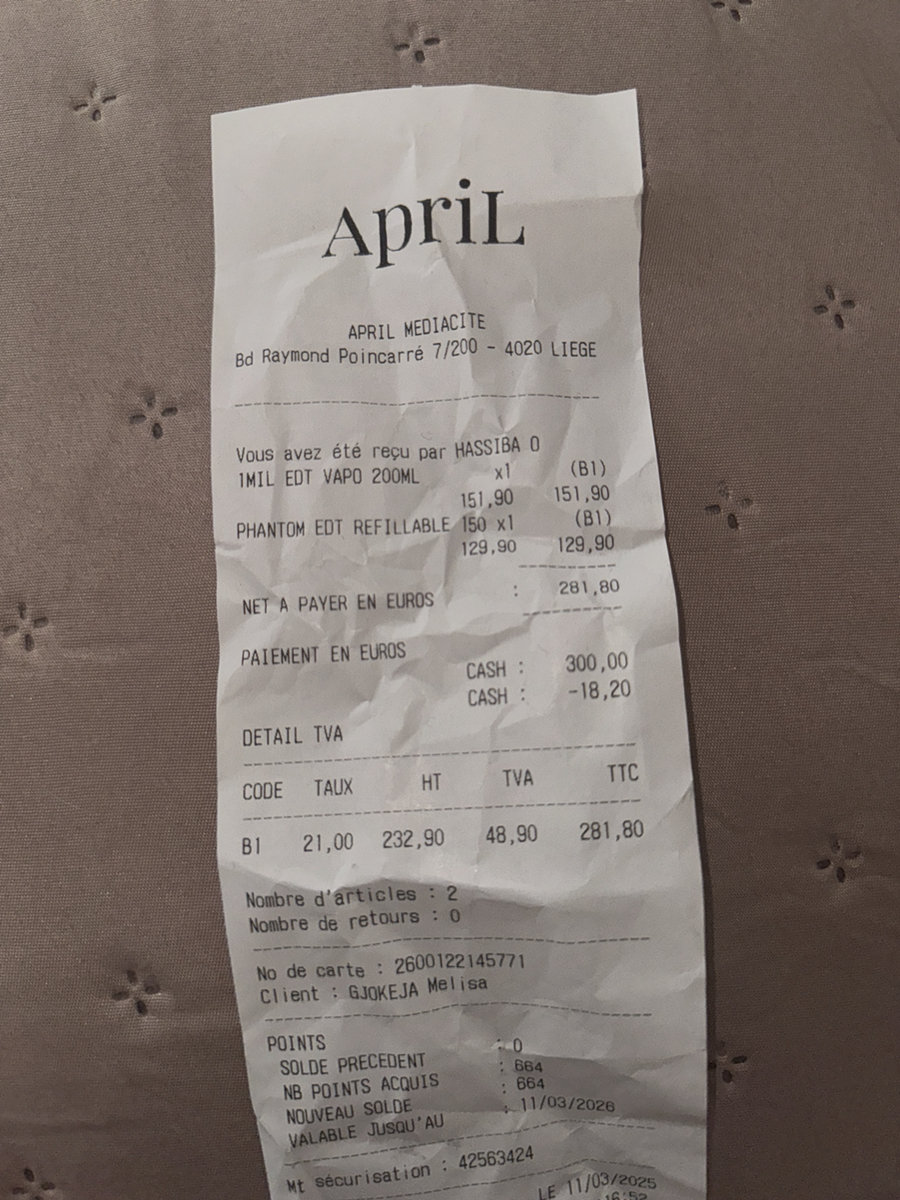 ApriL
APRIL MEDIACITE
Bd Raymond Poincarré 7/200 - 4020 LIEGE
Vous avez été reçu par HASSIBA O
1MIL EDT VAPO 200ML x1 (B1)
151,90 151,90
PHANTOM EDT REFILLABLE 150 x1 (B1)
129,90 129,90
NET A PAYER EN EUROS : 281,80
PAIEMENT EN EUROS
CASH : 300,00
CASH : -18,20
DETAIL TVA
CODE TAUX HT TVA TTC
B1 21,00 232,90 48,90 281,80
Nombre d'articles : 2
Nombre de retours : 0
No de carte : 2600122145771
Client : GJOKEJA Melisa
POINTS
SOLDE PRECEDENT : 0
NB POINTS ACQUIS : 664
NOUVEAU SOLDE : 664
VALABLE JUSQU'AU : 11/03/2026
Mt sécurisation : 42563424
LE 11/03/2025
16:52